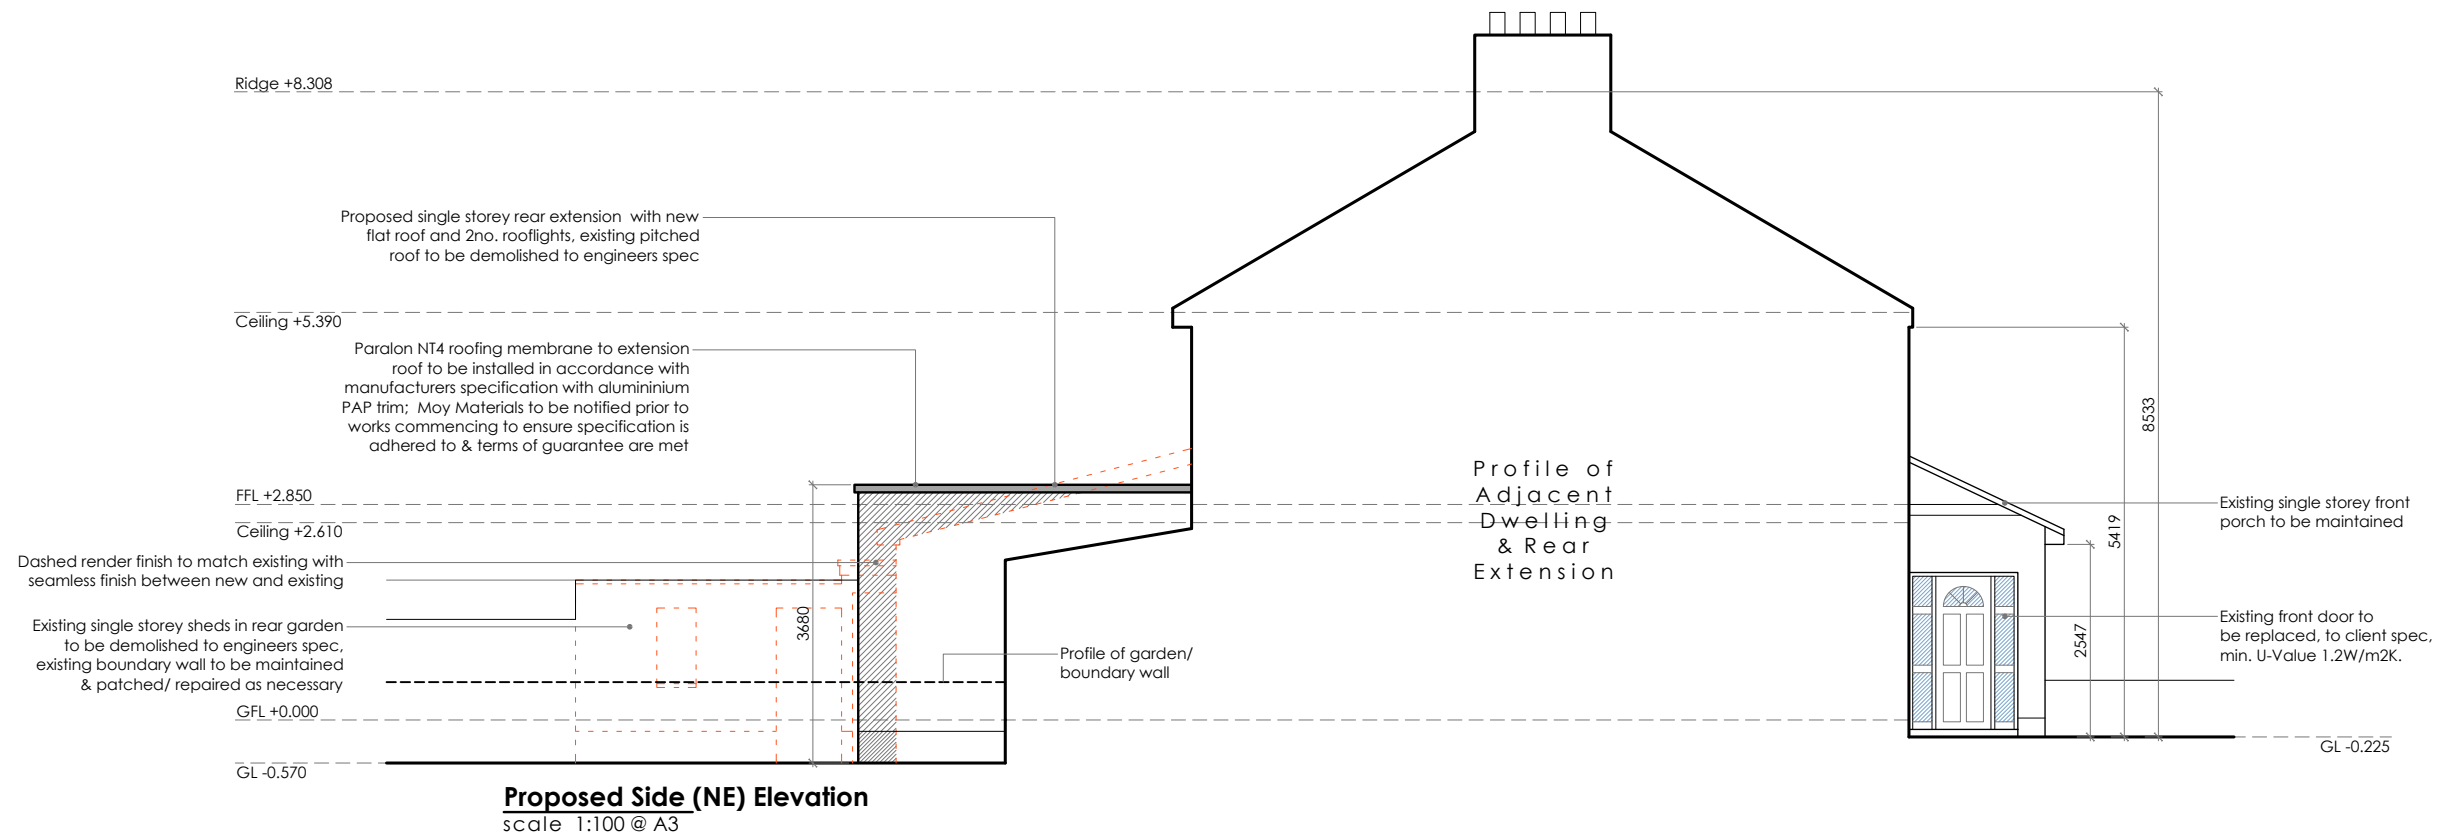 Ridge +8.308
Proposed single storey rear extension with new
flat roof and 2no. rooflights, existing pitched
roof to be demolished to engineers spec
Ceiling +5.390
Paralon NT4 roofing membrane to extension
roof to be installed in accordance with
manufacturers specification with alumininium
PAP trim; Moy Materials to be notified prior to
works commencing to ensure specification is
adhered to & terms of guarantee are met
FFL +2.850
Ceiling +2.610
Dashed render finish to match existing with
seamless finish between new and existing
Existing single storey sheds in rear garden
to be demolished to engineers spec,
existing boundary wall to be maintained
& patched/ repaired as necessary
GFL +0.000
GL -0.570
3680
Profile of garden/
boundary wall
Profile of
Adjacent
Dwelling
& Rear
Extension
8533
5419
2547
Existing single storey front
porch to be maintained
Existing front door to
be replaced, to client spec,
min. U-Value 1.2W/m2K.
GL -0.225
Proposed Side (NE) Elevation
scale 1:100 @ A3